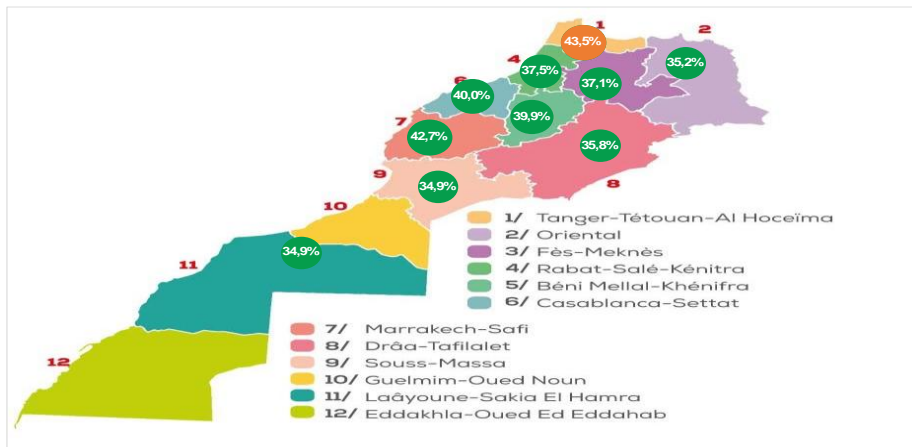 1
2
43,5%
4
35,2%
37,5%
37,1%
6
40,0%
39,9%
7
42,7%
35,8%
9
34,9%
8
10
1/ Tanger-Tétouan-Al Hoceïma
2/ Oriental
34,9%
3/ Fès-Meknès
11
4/ Rabat-Salé-Kénitra
5/ Béni Mellal-Khénifra
6/ Casablanca-Settat
7/ Marrakech-Safi
8/ Drâa-Tafilalet
12
9/ Souss-Massa
10/ Guelmim-Oued Noun
11/ Laâyoune-Sakia El Hamra
12/ Eddakhla-Oued Ed Eddahab